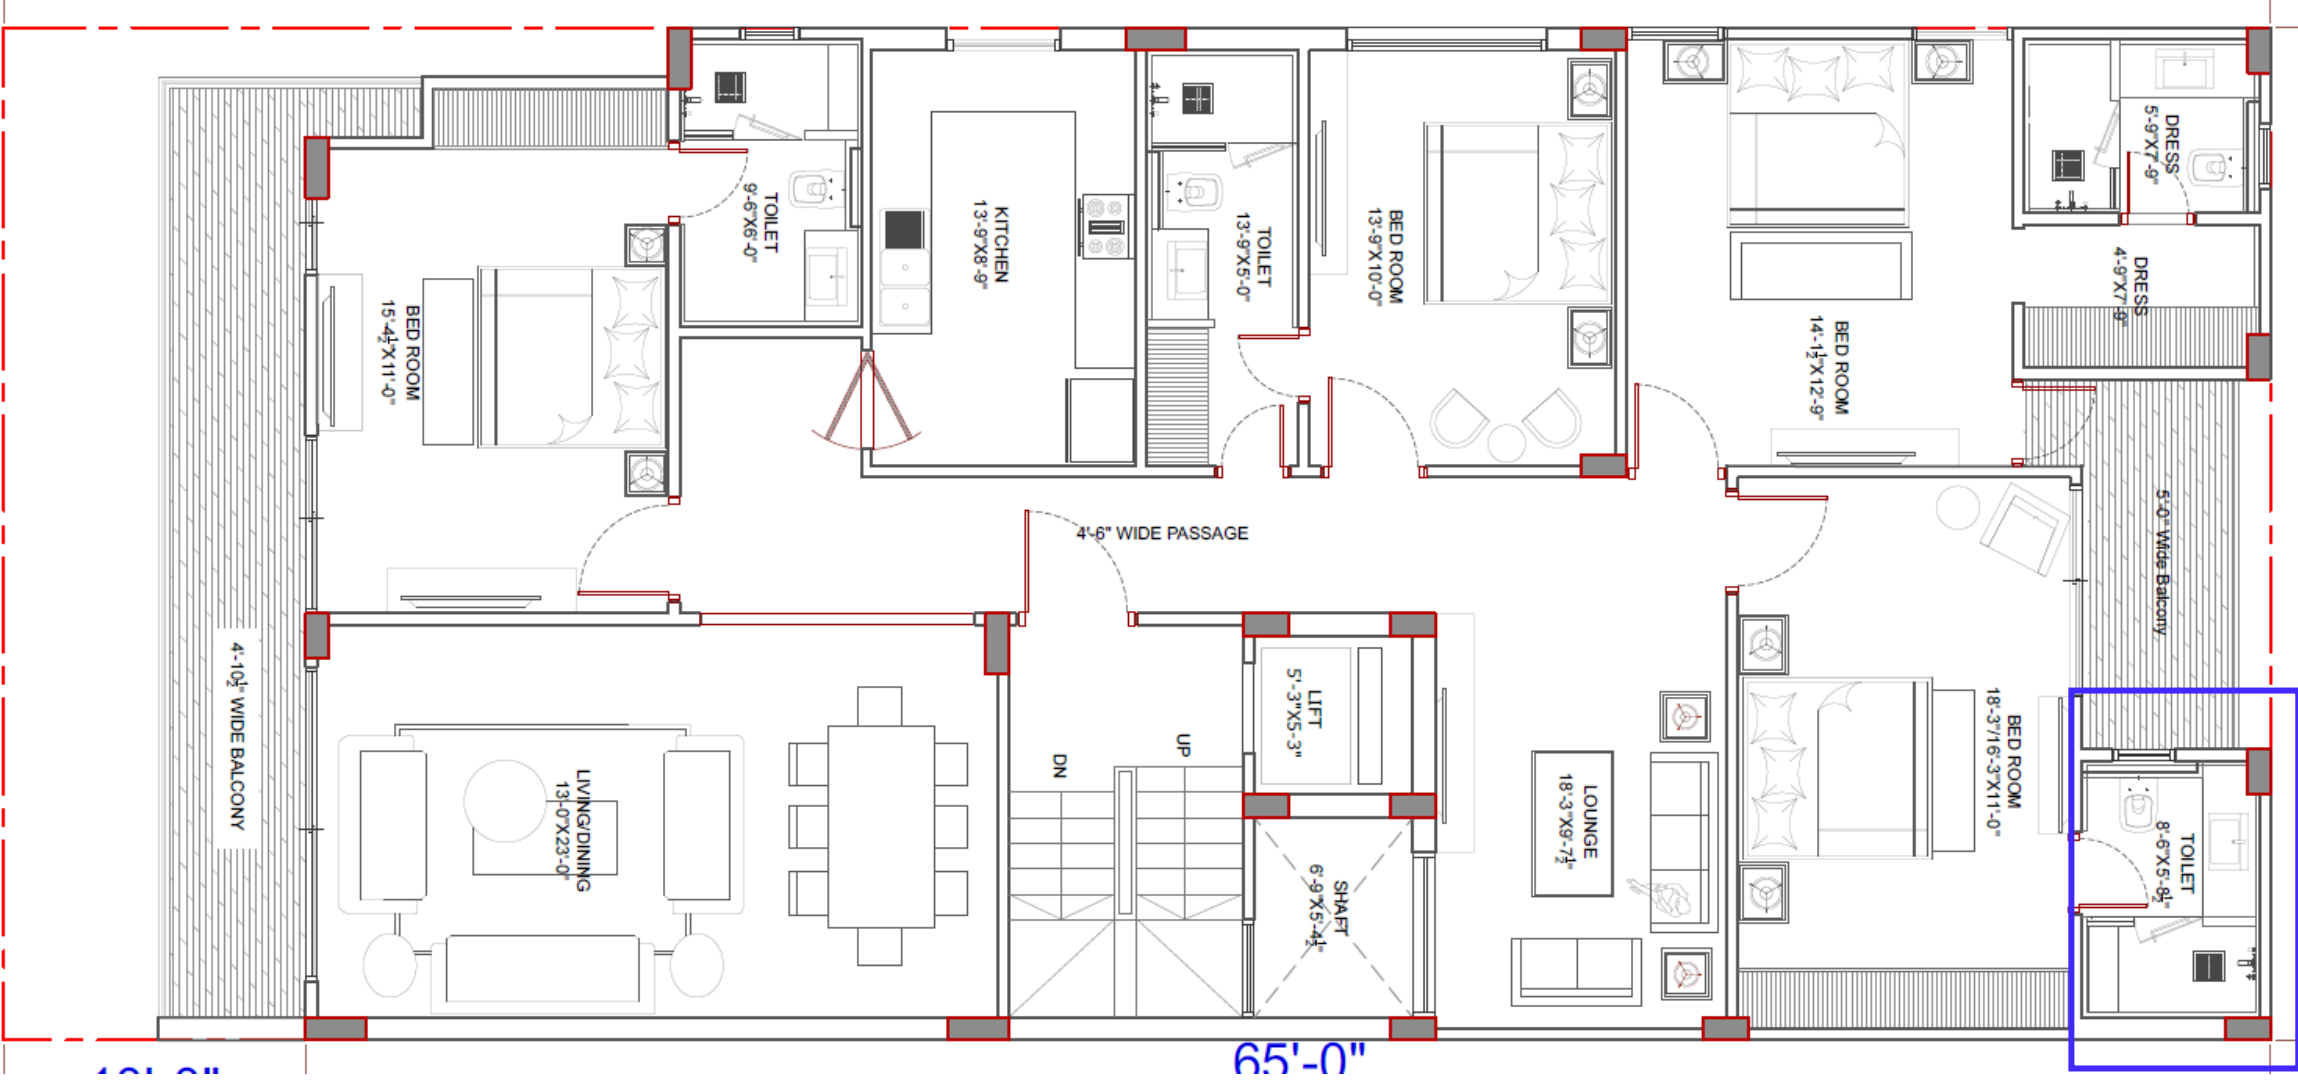 DRESS
5'-9"X7'-9"
TOILET
9'-6"X6'-0"
KITCHEN
13'-9"X8'-9"
TOILET
13'-9"X5'-0"
BED ROOM
13'-9"X10'-0"
DRESS
4'-9"X7'-9"
BED ROOM
15'-4½"X11'-0"
BED ROOM
14'-1½"X12'-9"
4'-6" WIDE PASSAGE
5'-0" Wide Balcony
4'-10½" WIDE BALCONY
LIFT
5'-3"X5'-3"
BED ROOM
18'-3"/16'-3"X11'-0"
UP
DN
LIVING/DINING
13'-0"X23'-0"
LOUNGE
18'-3"X9'-7½"
TOILET
8'-6"X5'-8½"
SHAFT
6'-9"X5'-4½"
65'-0"